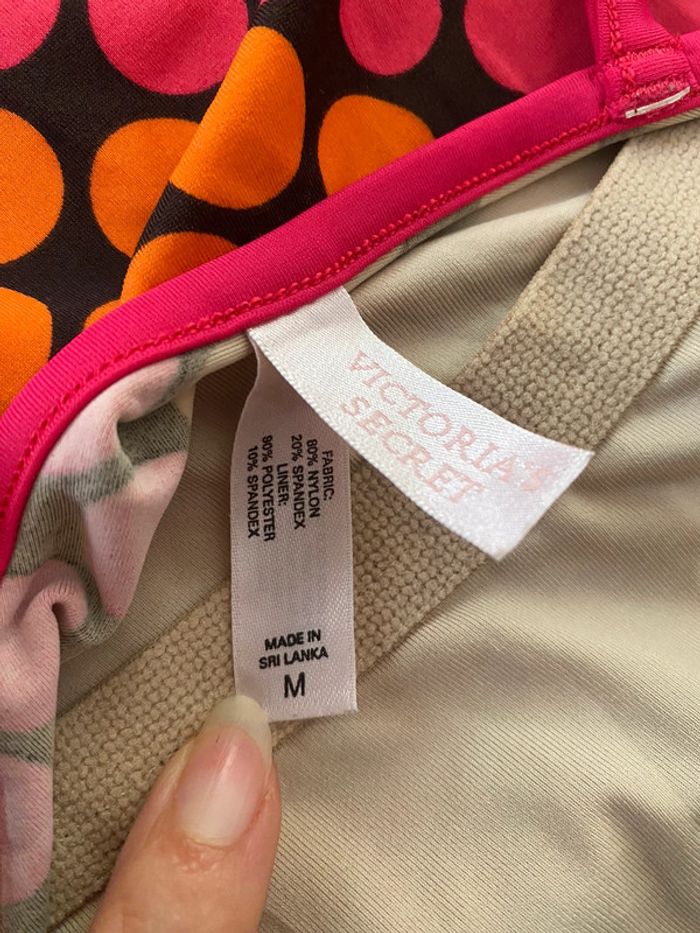 VICTORIA'S
SECRET
FABRIC:
80% NYLON
20% SPANDEX
LINER:
90% POLYESTER
10% SPANDEX
MADE IN
SRI LANKA
M